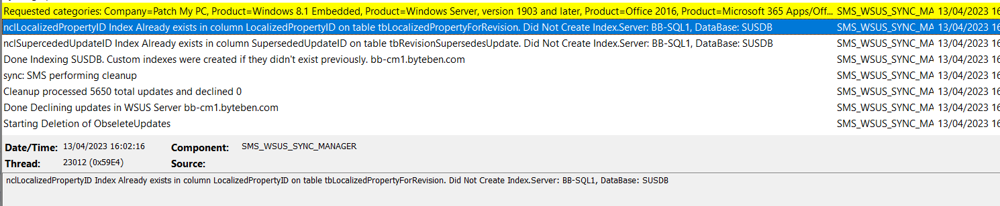 Requested categories: Company=Patch My PC, Product=Windows 8.1 Embedded, Product=Windows Server, version 1903 and later, Product=Office 2016, Product=Microsoft 365 Apps/Off... SMS_WSUS_SYNC_MA 13/04/2023 16
nclLocalizedPropertyID Index Already exists in column LocalizedPropertyID on table tbLocalizedPropertyForRevision. Did Not Create Index.Server: BB-SQL1, DataBase: SUSDB SMS_WSUS_SYNC_MA 13/04/2023 16
nclSupercededUpdateID Index Already exists in column SupersededUpdateID on table tbRevisionSupersedesUpdate. Did Not Create Index.Server: BB-SQL1, DataBase: SUSDB SMS_WSUS_SYNC_MA 13/04/2023 16
Done Indexing SUSDB. Custom indexes were created if they didn't exist previously. bb-cm1.byteben.com SMS_WSUS_SYNC_MA 13/04/2023 16
sync: SMS performing cleanup SMS_WSUS_SYNC_MA 13/04/2023 16
Cleanup processed 5650 total updates and declined 0 SMS_WSUS_SYNC_MA 13/04/2023 16
Done Declining updates in WSUS Server bb-cm1.byteben.com SMS_WSUS_SYNC_MA 13/04/2023 16
Starting Deletion of ObseleteUpdates SMS_WSUS_SYNC_MA 13/04/2023 16
Date/Time: 13/04/2023 16:02:16 Component: SMS_WSUS_SYNC_MANAGER
Thread: 23012 (0x59E4) Source:
nclLocalizedPropertyID Index Already exists in column LocalizedPropertyID on table tbLocalizedPropertyForRevision. Did Not Create Index.Server: BB-SQL1, DataBase: SUSDB